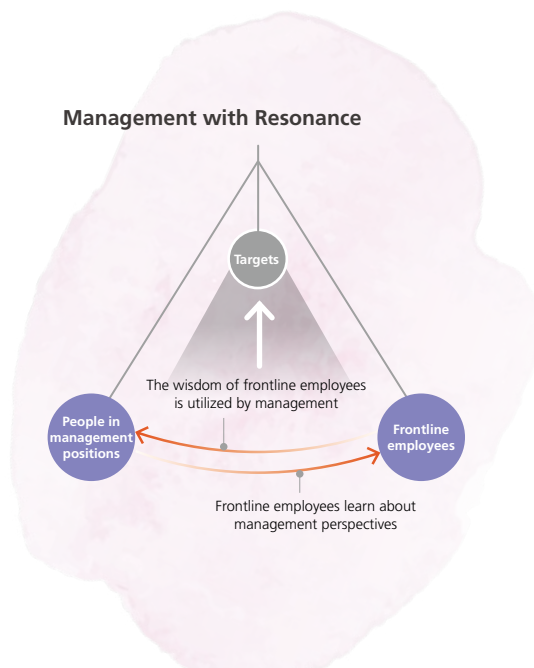 Management with Resonance
Targets
The wisdom of frontline employees
is utilized by management
People in
management
positions
Frontline
employees
Frontline employees learn about
management perspectives